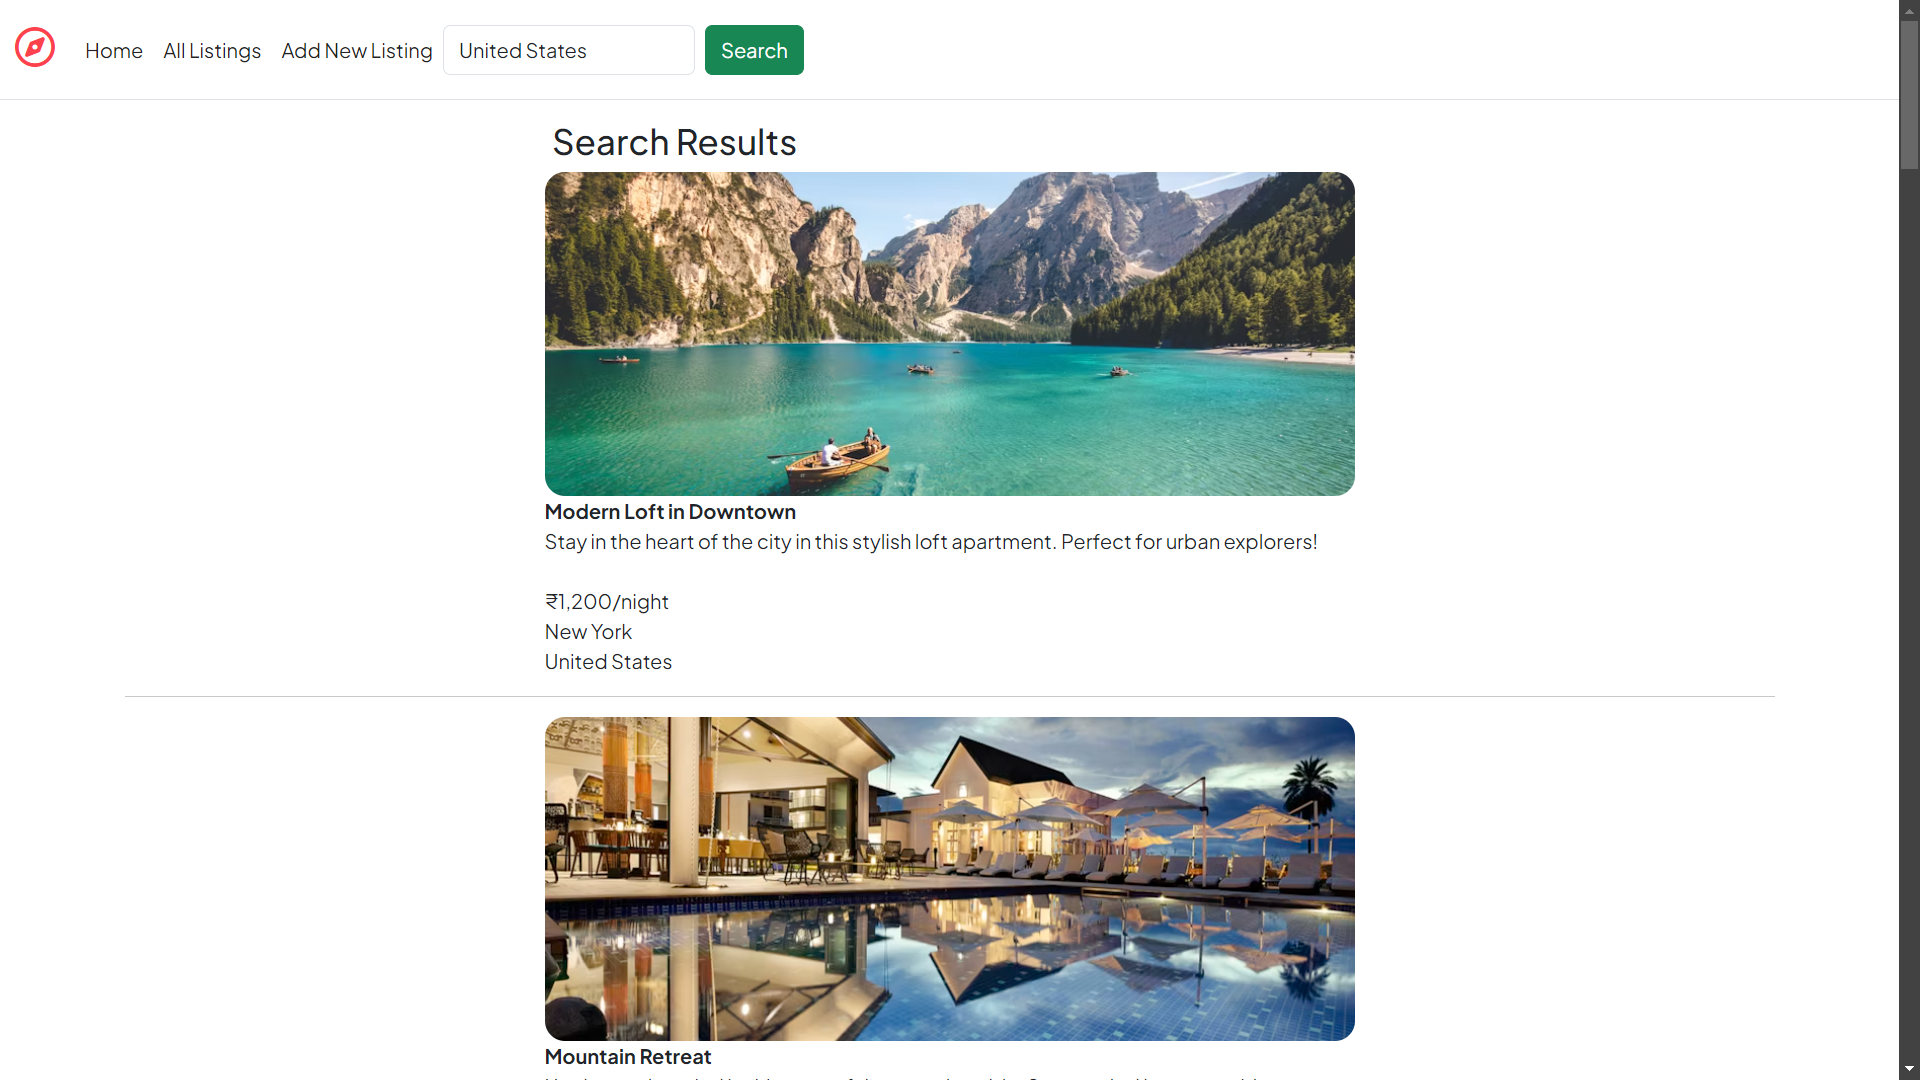 Home All Listings Add New Listing United States Search
Search Results
Modern Loft in Downtown
Stay in the heart of the city in this stylish loft apartment. Perfect for urban explorers!
₹1,200/night
New York
United States
Mountain Retreat